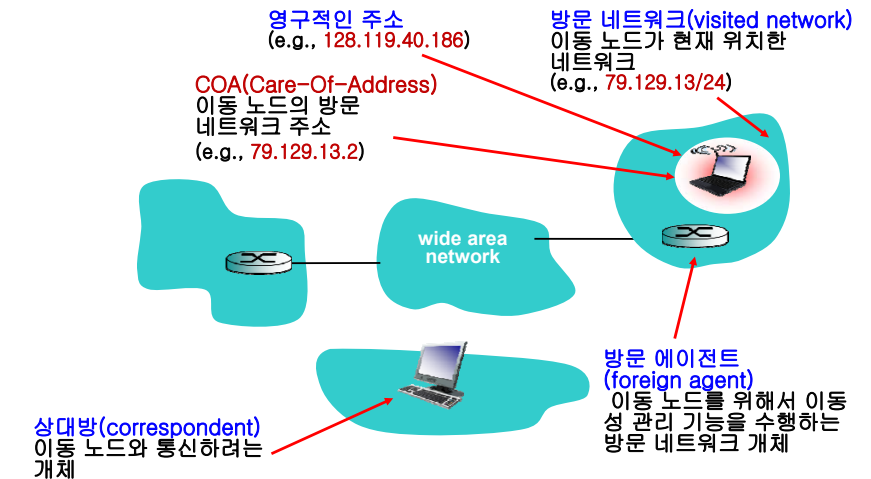 영구적인 주소
(e.g., 128.119.40.186)
방문 네트워크(visited network)
이동 노드가 현재 위치한
네트워크
(e.g., 79.129.13/24)
COA(Care-Of-Address)
이동 노드의 방문
네트워크 주소
(e.g., 79.129.13.2)
wide area
network
방문 에이전트
(foreign agent)
이동 노드를 위해서 이동
성 관리 기능을 수행하는
방문 네트워크 개체
상대방(correspondent)
이동 노드와 통신하려는
개체